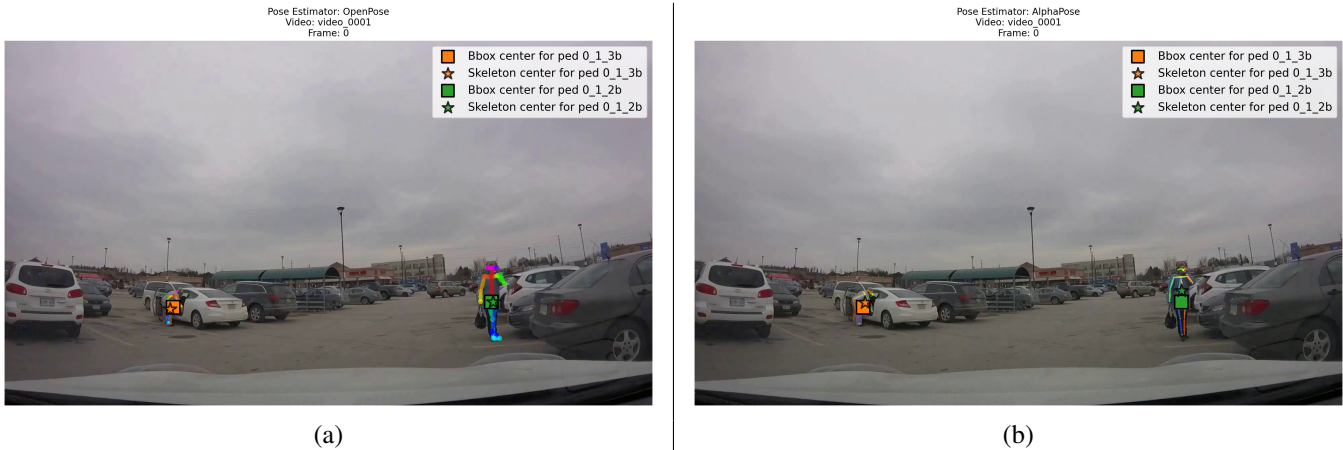 Pose Estimator: OpenPose
Video: video_0001
Frame: 0
Bbox center for ped 0_1_3b
Skeleton center for ped 0_1_3b
Bbox center for ped 0_1_2b
Skeleton center for ped 0_1_2b
(a)
Pose Estimator: AlphaPose
Video: video_0001
Frame: 0
Bbox center for ped 0_1_3b
Skeleton center for ped 0_1_3b
Bbox center for ped 0_1_2b
Skeleton center for ped 0_1_2b
(b)